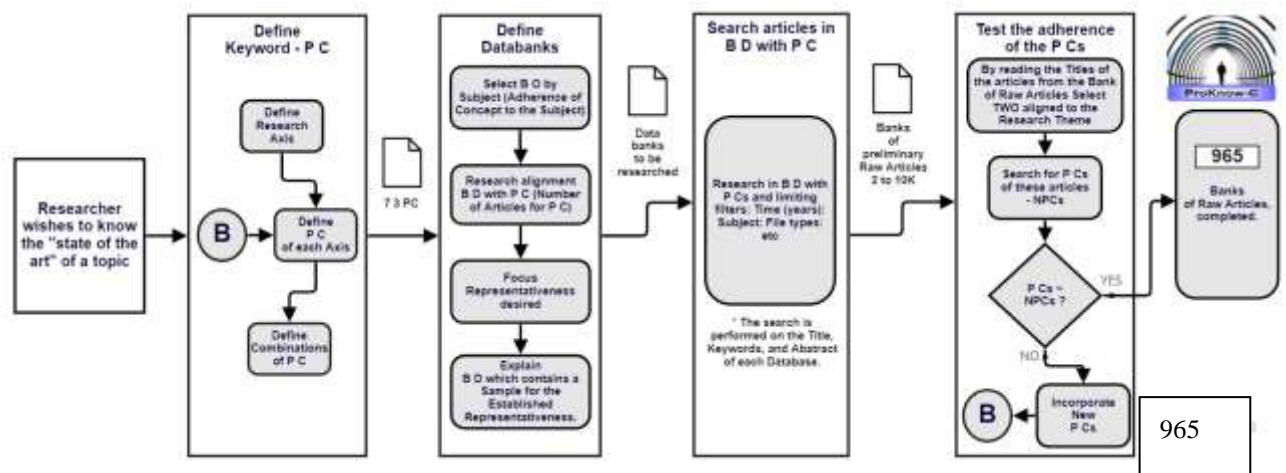 Researcher
wishes to know
the "state of the
art" of a topic
Define
Keyword - P C
Define
Research
Axis
B
Define
P C
of each Axis
Define
Combinations
of P C
7 3 PC
Define
Databanks
Select B D by
Subject (Adherence of
Concept to the Subject)
Research alignment
B D with P C (Number
of Articles for P C)
Focus
Representativeness
desired
Explain
B D which contains a
Sample for the
Established
Representativeness.
Data
banks
to be
researched
Search articles in
B D with P C
Research in B D with
P Cs and limiting
filters: Time (years):
Subject: File types:
etc
* The search is
performed on the Title,
Keywords, and Abstract
of each Database.
Banks
of
preliminary
Raw Articles
2 to 10K
Test the adherence
of the P Cs
By reading the Titles of
the articles from the Bank
of Raw Articles Select
TWO aligned to the
Research Theme
Search for P Cs
of these articles
- NPCs
P Cs ~
NPCs ?
YES
NO
Incorporate
New
P Cs
B
ProKnow-C
965
Banks
of Raw Articles,
completed.
965